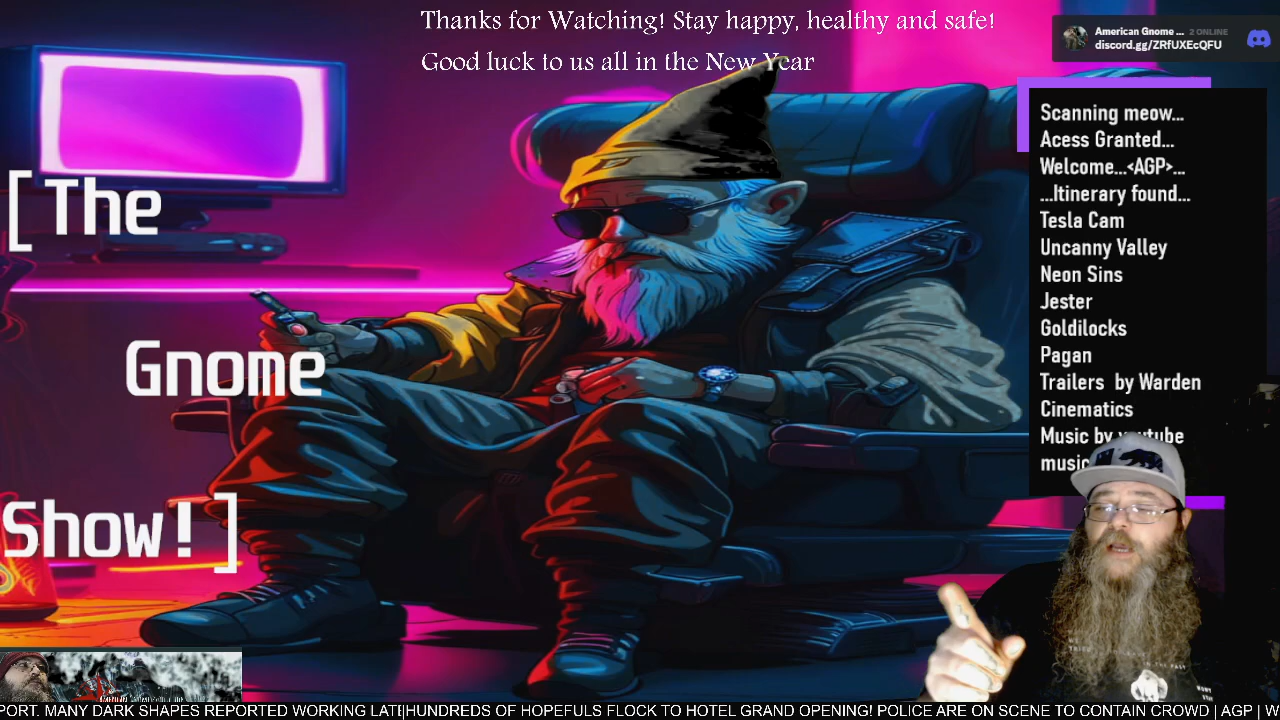 Thanks for Watching! Stay happy, healthy and safe!
Good luck to us all in the New Year
American Gnome ... 2 ONLINE
discord.gg/ZRfUXEcQFU
[The
Gnome
Show!]
Scanning meow...
Acess Granted...
Welcome...<AGP>...
...Itinerary found...
Tesla Cam
Uncanny Valley
Neon Sins
Jester
Goldilocks
Pagan
Trailers by Warden
Cinematics
Music by youtube
music
PORT. MANY DARK SHAPES REPORTED WORKING LATE|HUNDREDS OF HOPEFULS FLOCK TO HOTEL GRAND OPENING! POLICE ARE ON SCENE TO CONTAIN CROWD | AGP | W